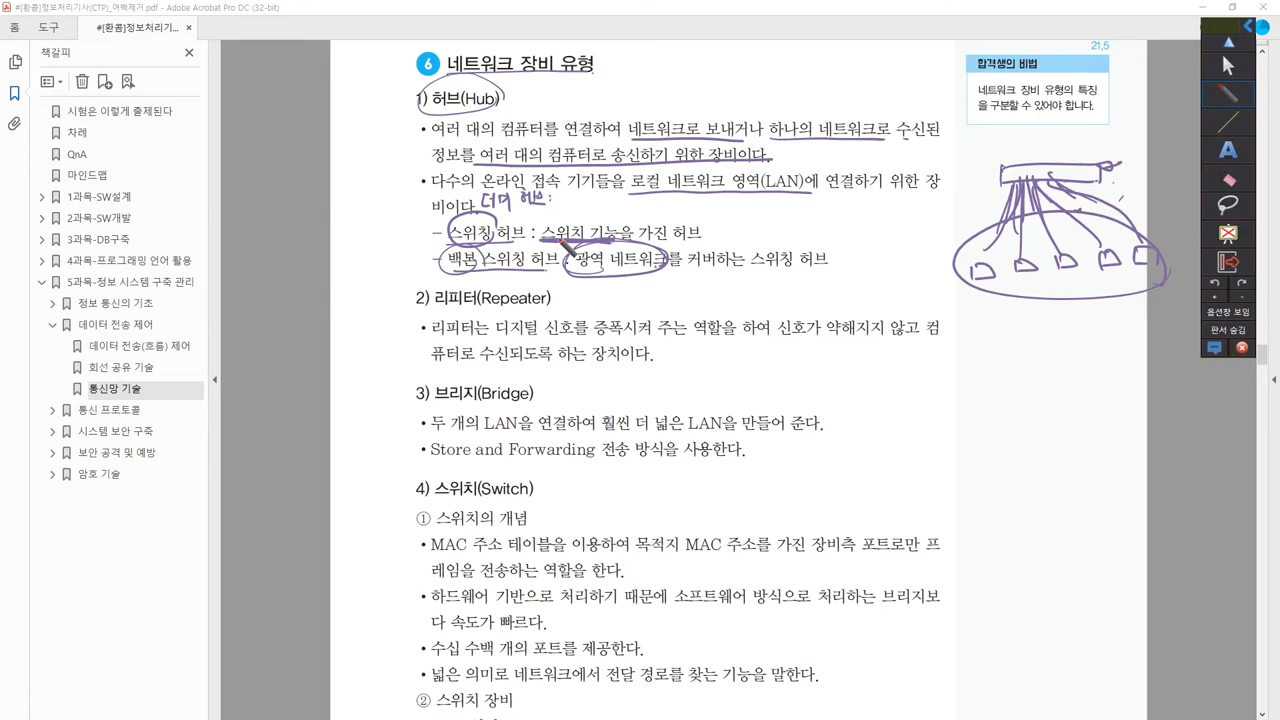 #[환콤]정보처리기사(CTP)_여백제거.pdf - Adobe Acrobat Pro DC (32-bit)
홈 도구 #[환콤]정보처리기... ×
책갈피 ×
시험은 이렇게 출제된다
차례
QnA
마인드맵
1과목-SW설계
2과목-SW개발
3과목-DB구축
4과목-프로그래밍 언어 활용
5과목-정보 시스템 구축 관리
정보 통신의 기초
데이터 전송 제어
데이터 전송(흐름) 제어
회선 공유 기술
통신망 기술
통신 프로토콜
시스템 보안 구축
보안 공격 및 예방
암호 기술
6 네트워크 장비 유형
1) 허브(Hub)
• 여러 대의 컴퓨터를 연결하여 네트워크로 보내거나 하나의 네트워크로 수신된
정보를 여러 대의 컴퓨터로 송신하기 위한 장비이다.
• 다수의 온라인 접속 기기들을 로컬 네트워크 영역(LAN)에 연결하기 위한 장
비이다. 더미 허브:
– 스위칭 허브 : 스위치 기능을 가진 허브
– 백본 스위칭 허브 : 광역 네트워크를 커버하는 스위칭 허브
2) 리피터(Repeater)
• 리피터는 디지털 신호를 증폭시켜 주는 역할을 하여 신호가 약해지지 않고 컴
퓨터로 수신되도록 하는 장치이다.
3) 브리지(Bridge)
• 두 개의 LAN을 연결하여 훨씬 더 넓은 LAN을 만들어 준다.
• Store and Forwarding 전송 방식을 사용한다.
4) 스위치(Switch)
① 스위치의 개념
• MAC 주소 테이블을 이용하여 목적지 MAC 주소를 가진 장비측 포트로만 프
레임을 전송하는 역할을 한다.
• 하드웨어 기반으로 처리하기 때문에 소프트웨어 방식으로 처리하는 브리지보
다 속도가 빠르다.
• 수십 수백 개의 포트를 제공한다.
• 넓은 의미로 네트워크에서 전달 경로를 찾는 기능을 말한다.
② 스위치 장비
21.5
합격생의 비법
네트워크 장비 유형의 특징
을 구분할 수 있어야 합니다.
A
+ -
옵션창 보임
판서 숨김